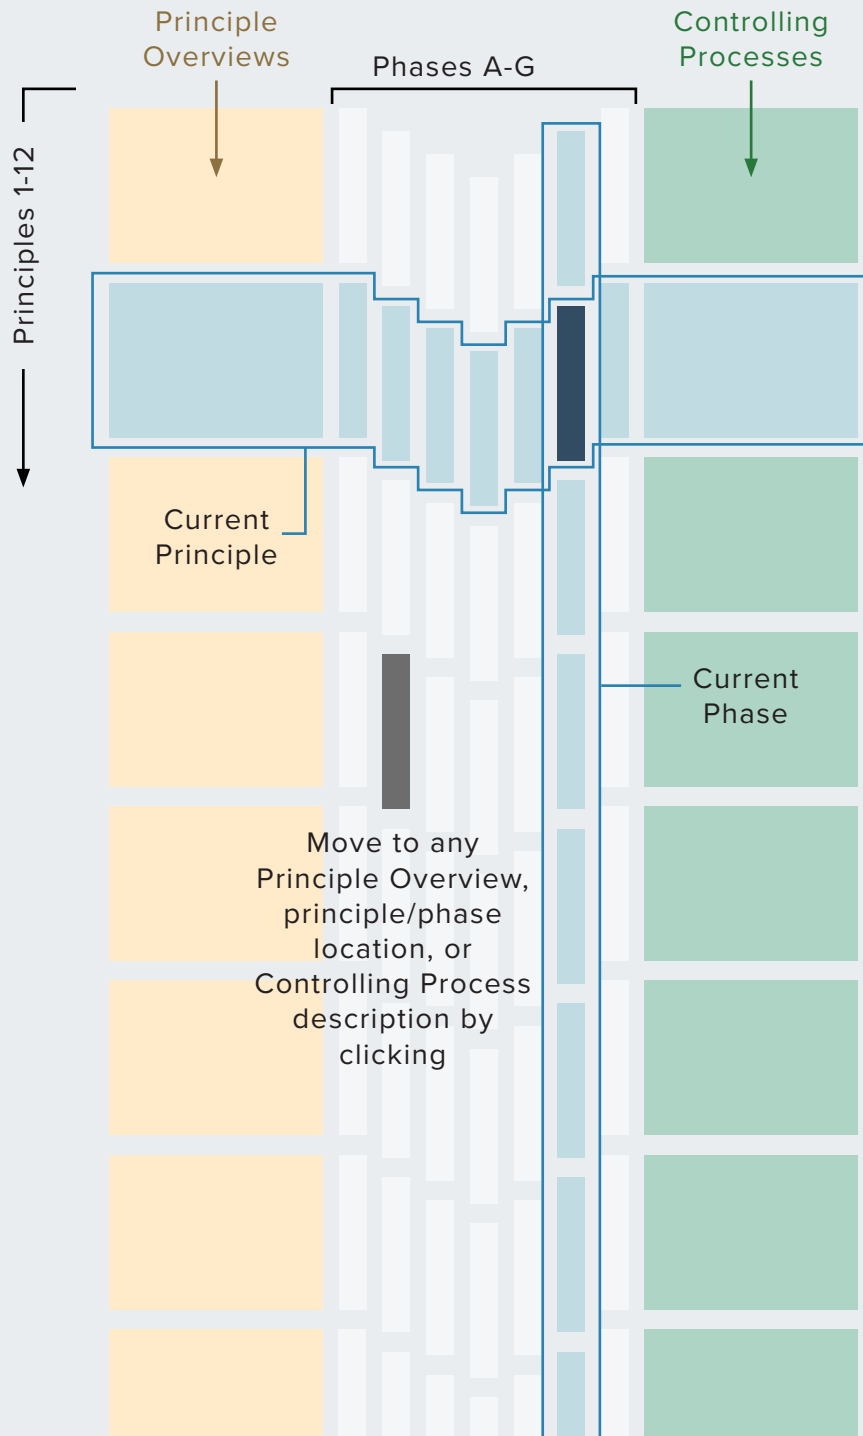 Principle
Overviews
Controlling
Processes
Phases A-G
Principles 1-12
Current
Principle
Current
Phase
Move to any
Principle Overview,
principle/phase
location, or
Controlling Process
description by
clicking